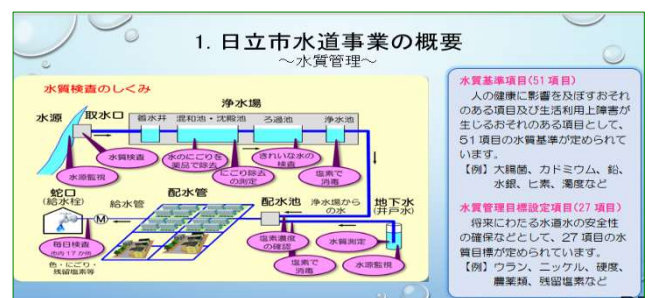 1. 日立市水道事業の概要
～水質管理～
水質検査のしくみ
浄水場
水源
取水口
着水井
混和池・沈殿池
ろ過池
浄水池
水質検査
水のにごりを
薬品で除去
にごり除去
の測定
きれいな水の
検査
塩素で
消毒
水源監視
蛇口
(給水栓)
給水管
配水管
配水池
浄水場から
の水
地下水
(井戸水)
M
毎日検査
市内17か所
色・にごり・
残留塩素等
塩素濃度
の確認
水質測定
塩素で
消毒
水源監視
水質基準項目(51項目)
人の健康に影響を及ぼすおそれ
のある項目及び生活利用上障害が
生じるおそれのある項目として、
51項目の水質基準が定められて
います。
【例】大腸菌、カドミウム、鉛、
水銀、ヒ素、濁度など
水質管理目標設定項目(27項目)
将来にわたる水道水の安全性
の確保などとして、27項目の水
質目標が定められています。
【例】ウラン、ニッケル、硬度、
農薬類、残留塩素など